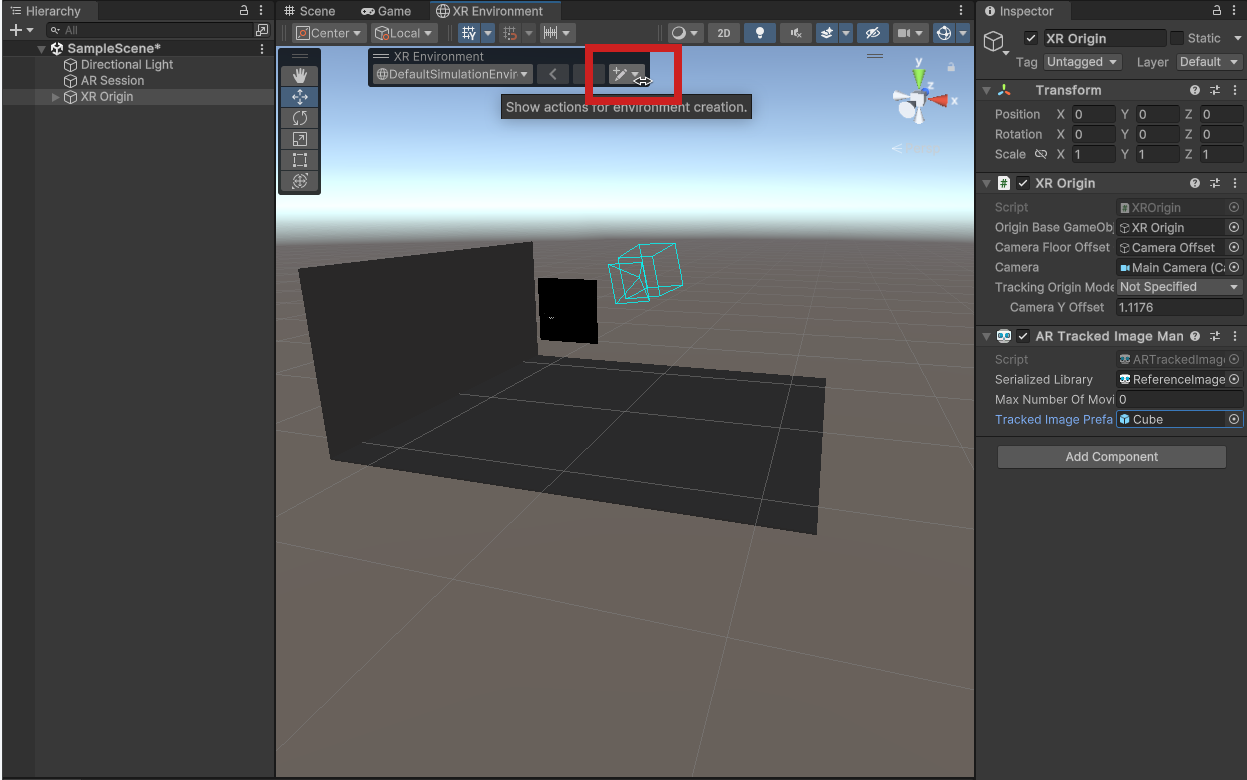 Hierarchy
All
SampleScene*
Directional Light
AR Session
XR Origin
Scene
Game
XR Environment
Center
Local
2D
XR Environment
DefaultSimulationEnvir
Show actions for environment creation.
y
z
x
Inspector
XR Origin
Static
Tag
Untagged
Layer
Default
Transform
Position X 0 Y 0 Z 0
Rotation X 0 Y 0 Z 0
Scale X 1 Y 1 Z 1
# XR Origin
Script
XROrigin
Origin Base GameObj
XR Origin
Camera Floor Offset
Camera Offset
Camera
Main Camera (Ca
Tracking Origin Mode
Not Specified
Camera Y Offset
1.1176
AR Tracked Image Man
Script
ARTrackedImag
Serialized Library
ReferenceImage
Max Number Of Movi
0
Tracked Image Prefa
Cube
Add Component